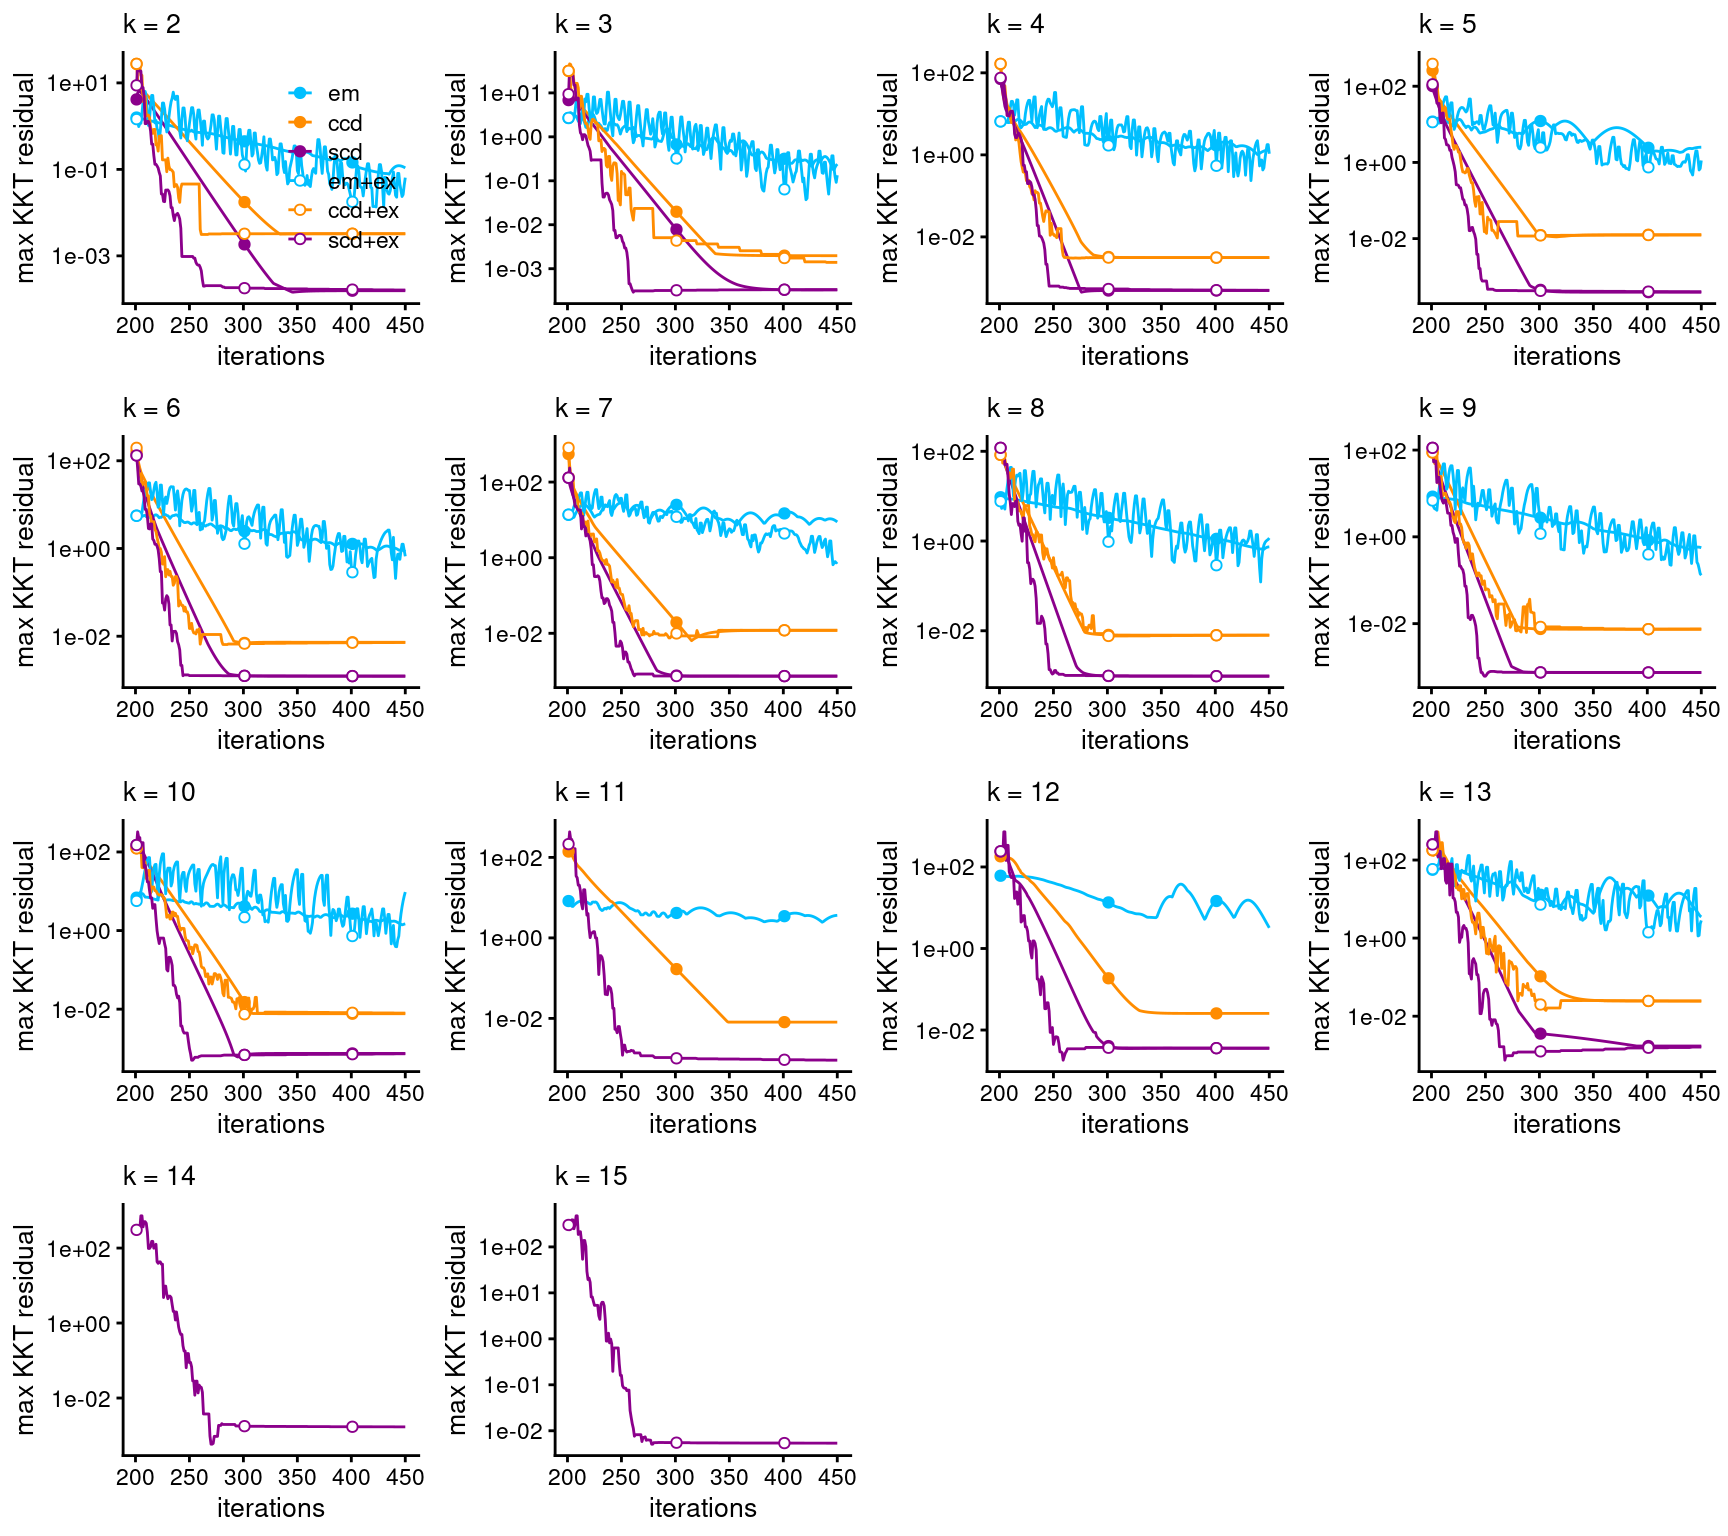 k = 2
k = 3
k = 4
k = 5
max KKT residual
1e+01
1e-01
1e-03
em
ccd
scd
em+ex
ccd+ex
scd+ex
200 250 300 350 400 450
iterations
max KKT residual
1e+01
1e+00
1e-01
1e-02
1e-03
200 250 300 350 400 450
iterations
max KKT residual
1e+02
1e+00
1e-02
200 250 300 350 400 450
iterations
max KKT residual
1e+02
1e+00
1e-02
200 250 300 350 400 450
iterations
k = 6
k = 7
k = 8
k = 9
max KKT residual
1e+02
1e+00
1e-02
200 250 300 350 400 450
iterations
max KKT residual
1e+02
1e+00
1e-02
200 250 300 350 400 450
iterations
max KKT residual
1e+02
1e+00
1e-02
200 250 300 350 400 450
iterations
max KKT residual
1e+02
1e+00
1e-02
200 250 300 350 400 450
iterations
k = 10
k = 11
k = 12
k = 13
max KKT residual
1e+02
1e+00
1e-02
200 250 300 350 400 450
iterations
max KKT residual
1e+02
1e+00
1e-02
200 250 300 350 400 450
iterations
max KKT residual
1e+02
1e+00
1e-02
200 250 300 350 400 450
iterations
max KKT residual
1e+02
1e+00
1e-02
200 250 300 350 400 450
iterations
k = 14
k = 15
max KKT residual
1e+02
1e+00
1e-02
200 250 300 350 400 450
iterations
max KKT residual
1e+02
1e+01
1e+00
1e-01
1e-02
200 250 300 350 400 450
iterations